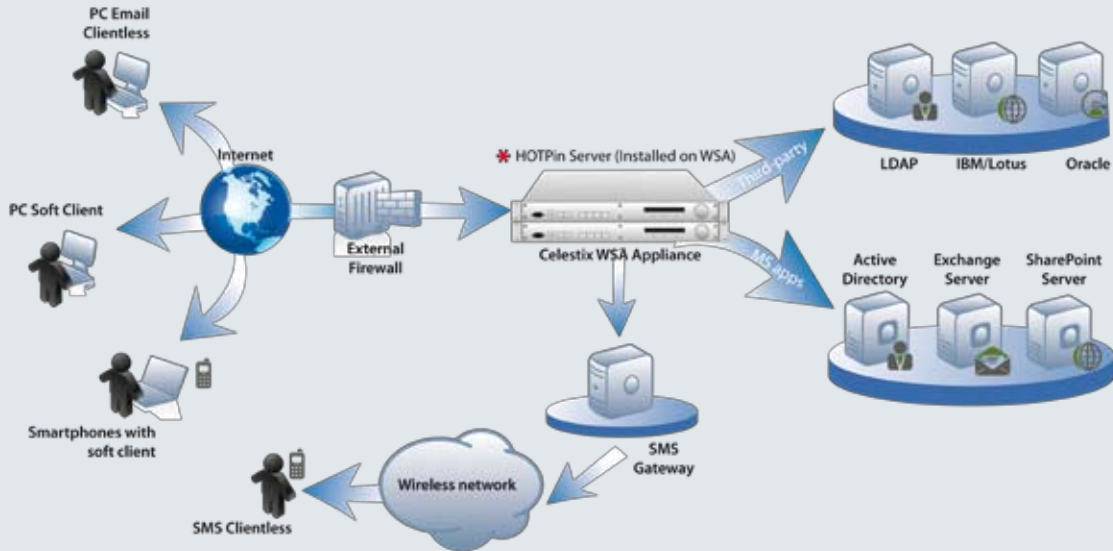 PC Email
Clientless
Internet
PC Soft Client
Smartphones with
soft client
External
Firewall
* HOTPin Server (Installed on WSA)
Celestix WSA Appliance
Third-party
MS apps
LDAP
IBM/Lotus
Oracle
Active
Directory
Exchange
Server
SharePoint
Server
SMS
Gateway
Wireless network
SMS Clientless